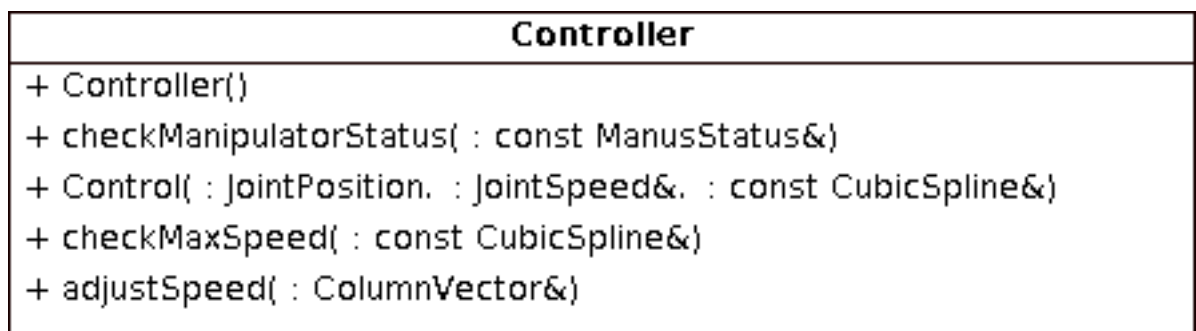 Controller
+ Controller()
+ checkManipulatorStatus( : const ManusStatus&)
+ Control( : JointPosition, : JointSpeed&, : const CubicSpline&)
+ checkMaxSpeed( : const CubicSpline&)
+ adjustSpeed( : ColumnVector&)